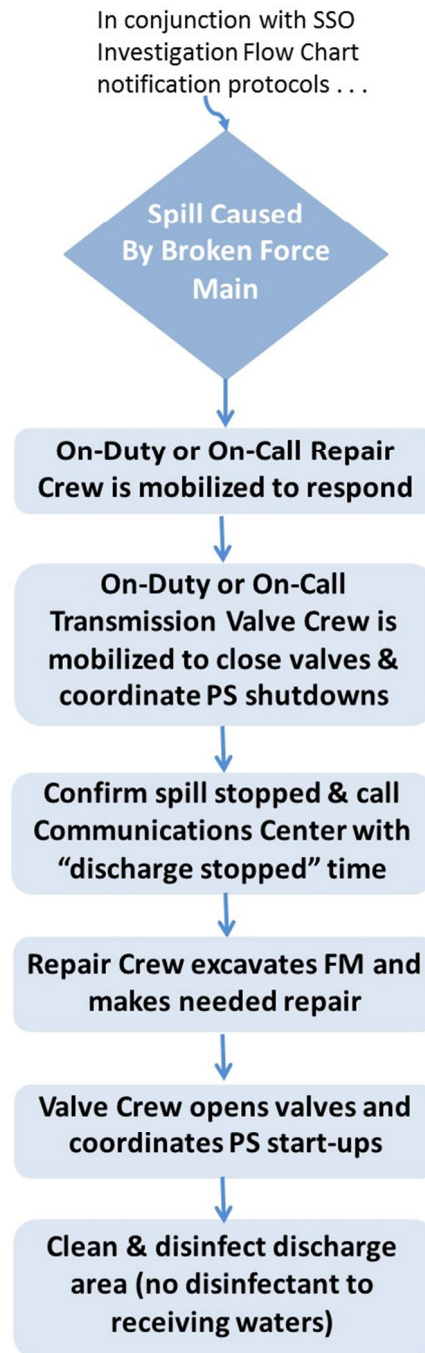 In conjunction with SSO
Investigation Flow Chart
notification protocols . . .
Spill Caused
By Broken Force
Main
On-Duty or On-Call Repair
Crew is mobilized to respond
On-Duty or On-Call
Transmission Valve Crew is
mobilized to close valves &
coordinate PS shutdowns
Confirm spill stopped & call
Communications Center with
“discharge stopped” time
Repair Crew excavates FM and
makes needed repair
Valve Crew opens valves and
coordinates PS start-ups
Clean & disinfect discharge
area (no disinfectant to
receiving waters)